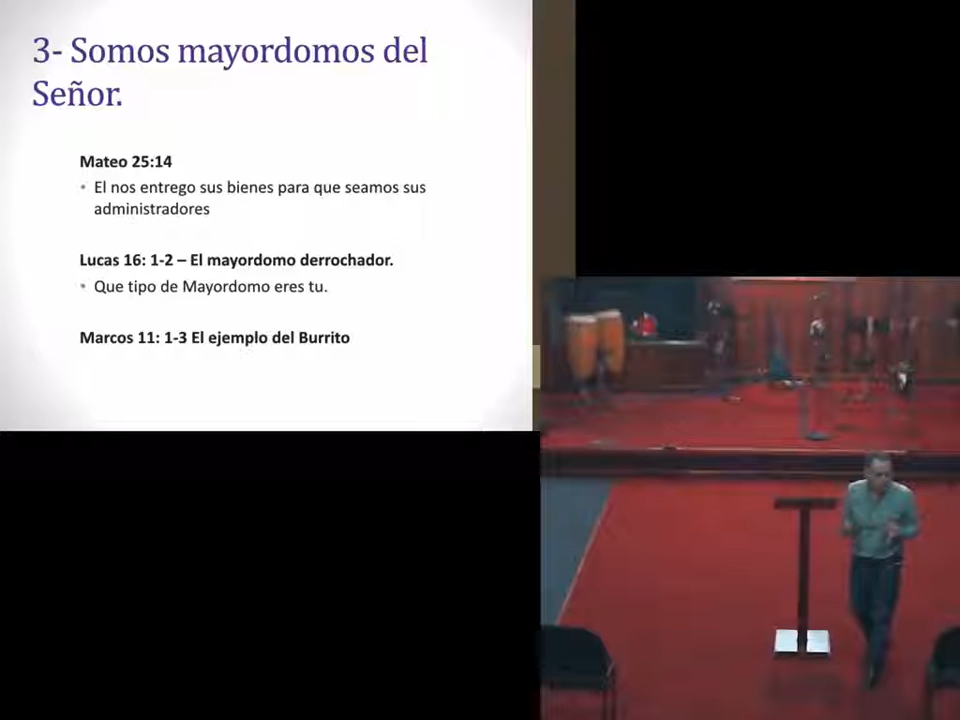 3- Somos mayordomos del
Señor.
Mateo 25:14
• El nos entrego sus bienes para que seamos sus
administradores
Lucas 16: 1-2 – El mayordomo derrochador.
• Que tipo de Mayordomo eres tu.
Marcos 11: 1-3 El ejemplo del Burrito